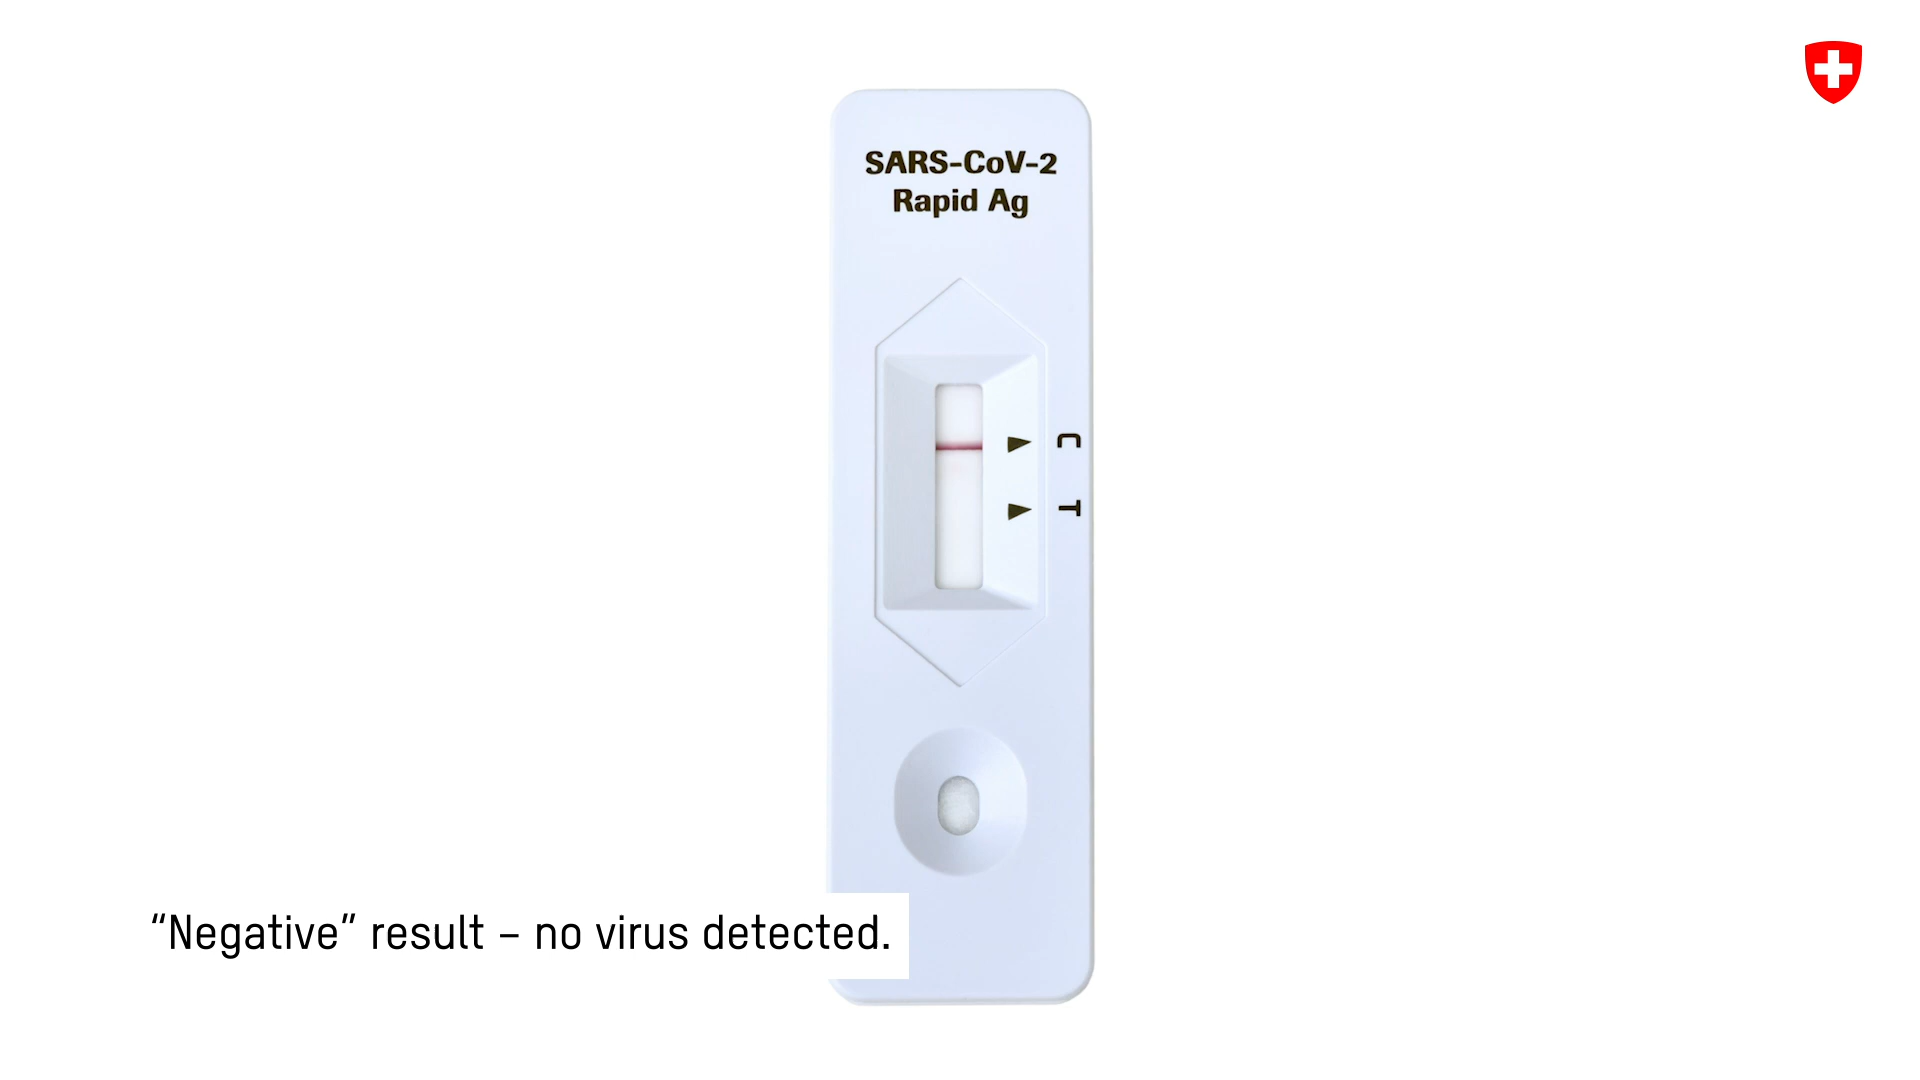 SARS-CoV-2
Rapid Ag
C
T
“Negative” result – no virus detected.